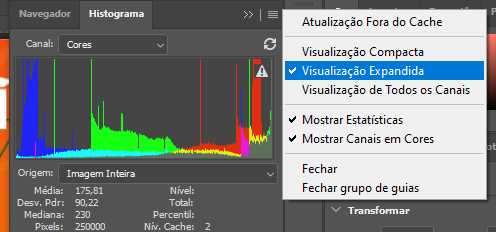 Navegador
Histograma
Canal: Cores
Origem: Imagem Inteira
Média: 175,81
Desv. Pdr: 90,22
Mediana: 230
Pixels: 250000
Nível:
Total:
Percentil:
Nív. Cache: 2
Atualização Fora do Cache
Visualização Compacta
Visualização Expandida
Visualização de Todos os Canais
Mostrar Estatísticas
Mostrar Canais em Cores
Fechar
Fechar grupo de guias
Transformar